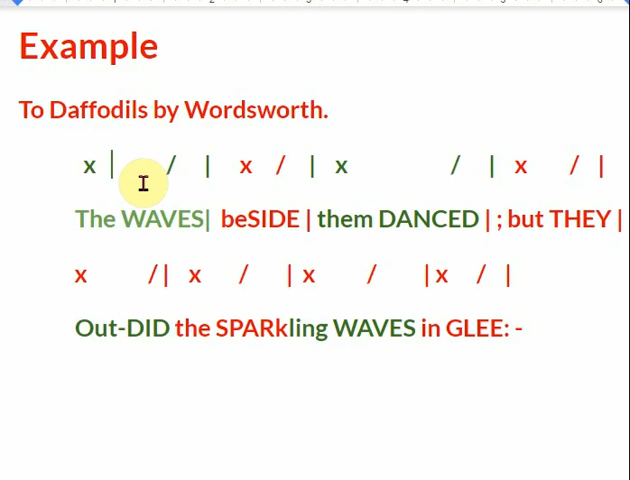 Example
To Daffodils by Wordsworth.
x | / | x / | x / | x / |
The WAVES| beSIDE | them DANCED | ; but THEY |
x /| x / | x / |x / |
Out-DID the SPARkling WAVES in GLEE: -